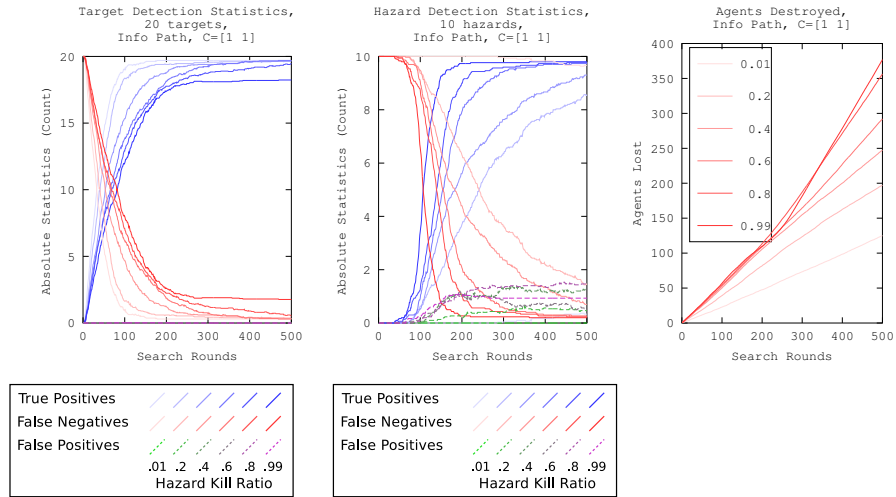 Target Detection Statistics,
20 targets,
Info Path, C=[1 1]
20
15
10
5
0
0 100 200 300 400 500
Absolute Statistics (Count)
Search Rounds
Hazard Detection Statistics,
10 hazards,
Info Path, C=[1 1]
10
8
6
4
2
0
0 100 200 300 400 500
Absolute Statistics (Count)
Search Rounds
Agents Destroyed,
Info Path, C=[1 1]
400
350
300
250
200
150
100
50
0
0 100 200 300 400 500
Agents Lost
Search Rounds
0.01
0.2
0.4
0.6
0.8
0.99
True Positives
False Negatives
False Positives
.01 .2 .4 .6 .8 .99
Hazard Kill Ratio
True Positives
False Negatives
False Positives
.01 .2 .4 .6 .8 .99
Hazard Kill Ratio